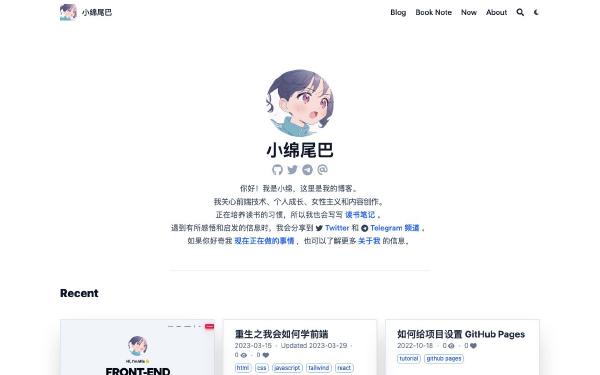 小绵尾巴
Blog Book Note Now About
小绵尾巴
你好！我是小绵，这里是我的博客。
我关心前端技术、个人成长、女性主义和内容创作。
正在培养读书的习惯，所以我也会写写 读书笔记 。
遇到有所感悟和启发的信息时，我会分享到 Twitter 和 Telegram 频道 。
如果你好奇我 现在正在做的事情 ，也可以了解更多 关于我 的信息。
Recent
Hi, I'm Mia
FRONT-END
重生之我会如何学前端
2023-03-15 · Updated 2023-03-29 ·
0 · 0
html css javascript tailwind react
如何给项目设置 GitHub Pages
2022-10-18 · 0 · 0
tutorial github pages